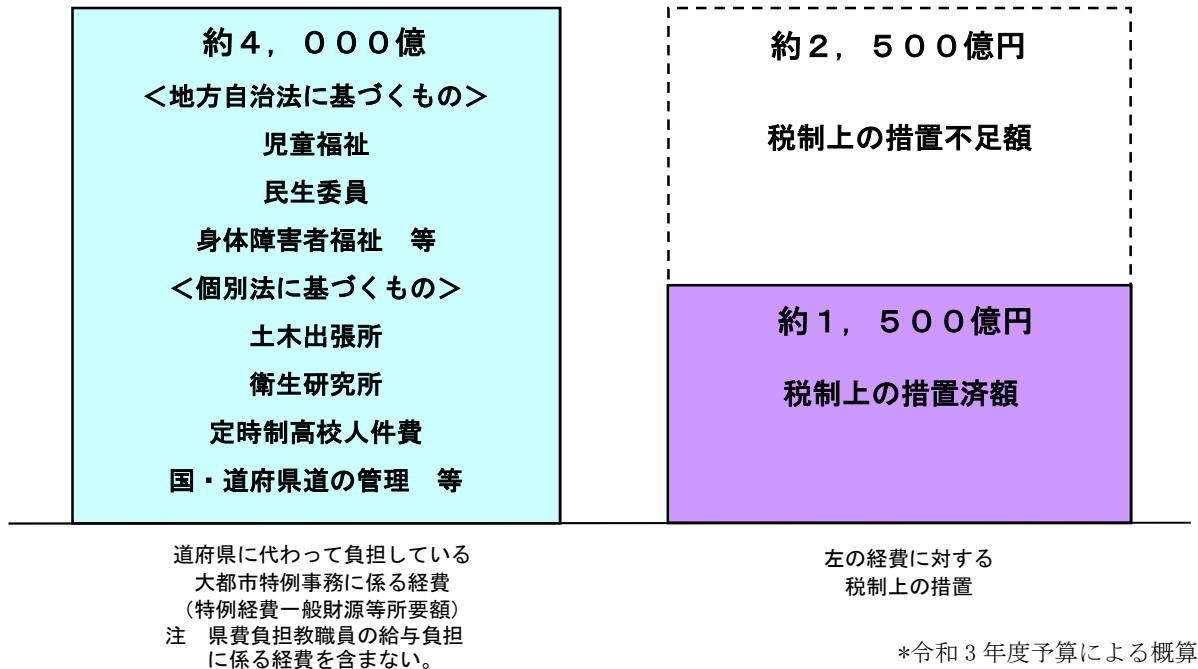 約４，０００億
＜地方自治法に基づくもの＞
児童福祉
民生委員
身体障害者福祉　等
＜個別法に基づくもの＞
土木出張所
衛生研究所
定時制高校人件費
国・道府県道の管理　等
道府県に代わって負担している
大都市特例事務に係る経費
（特例経費一般財源等所要額）
注　県費負担教職員の給与負担
に係る経費を含まない。
約２，５００億円
税制上の措置不足額
約１，５００億円
税制上の措置済額
左の経費に対する
税制上の措置
*令和３年度予算による概算